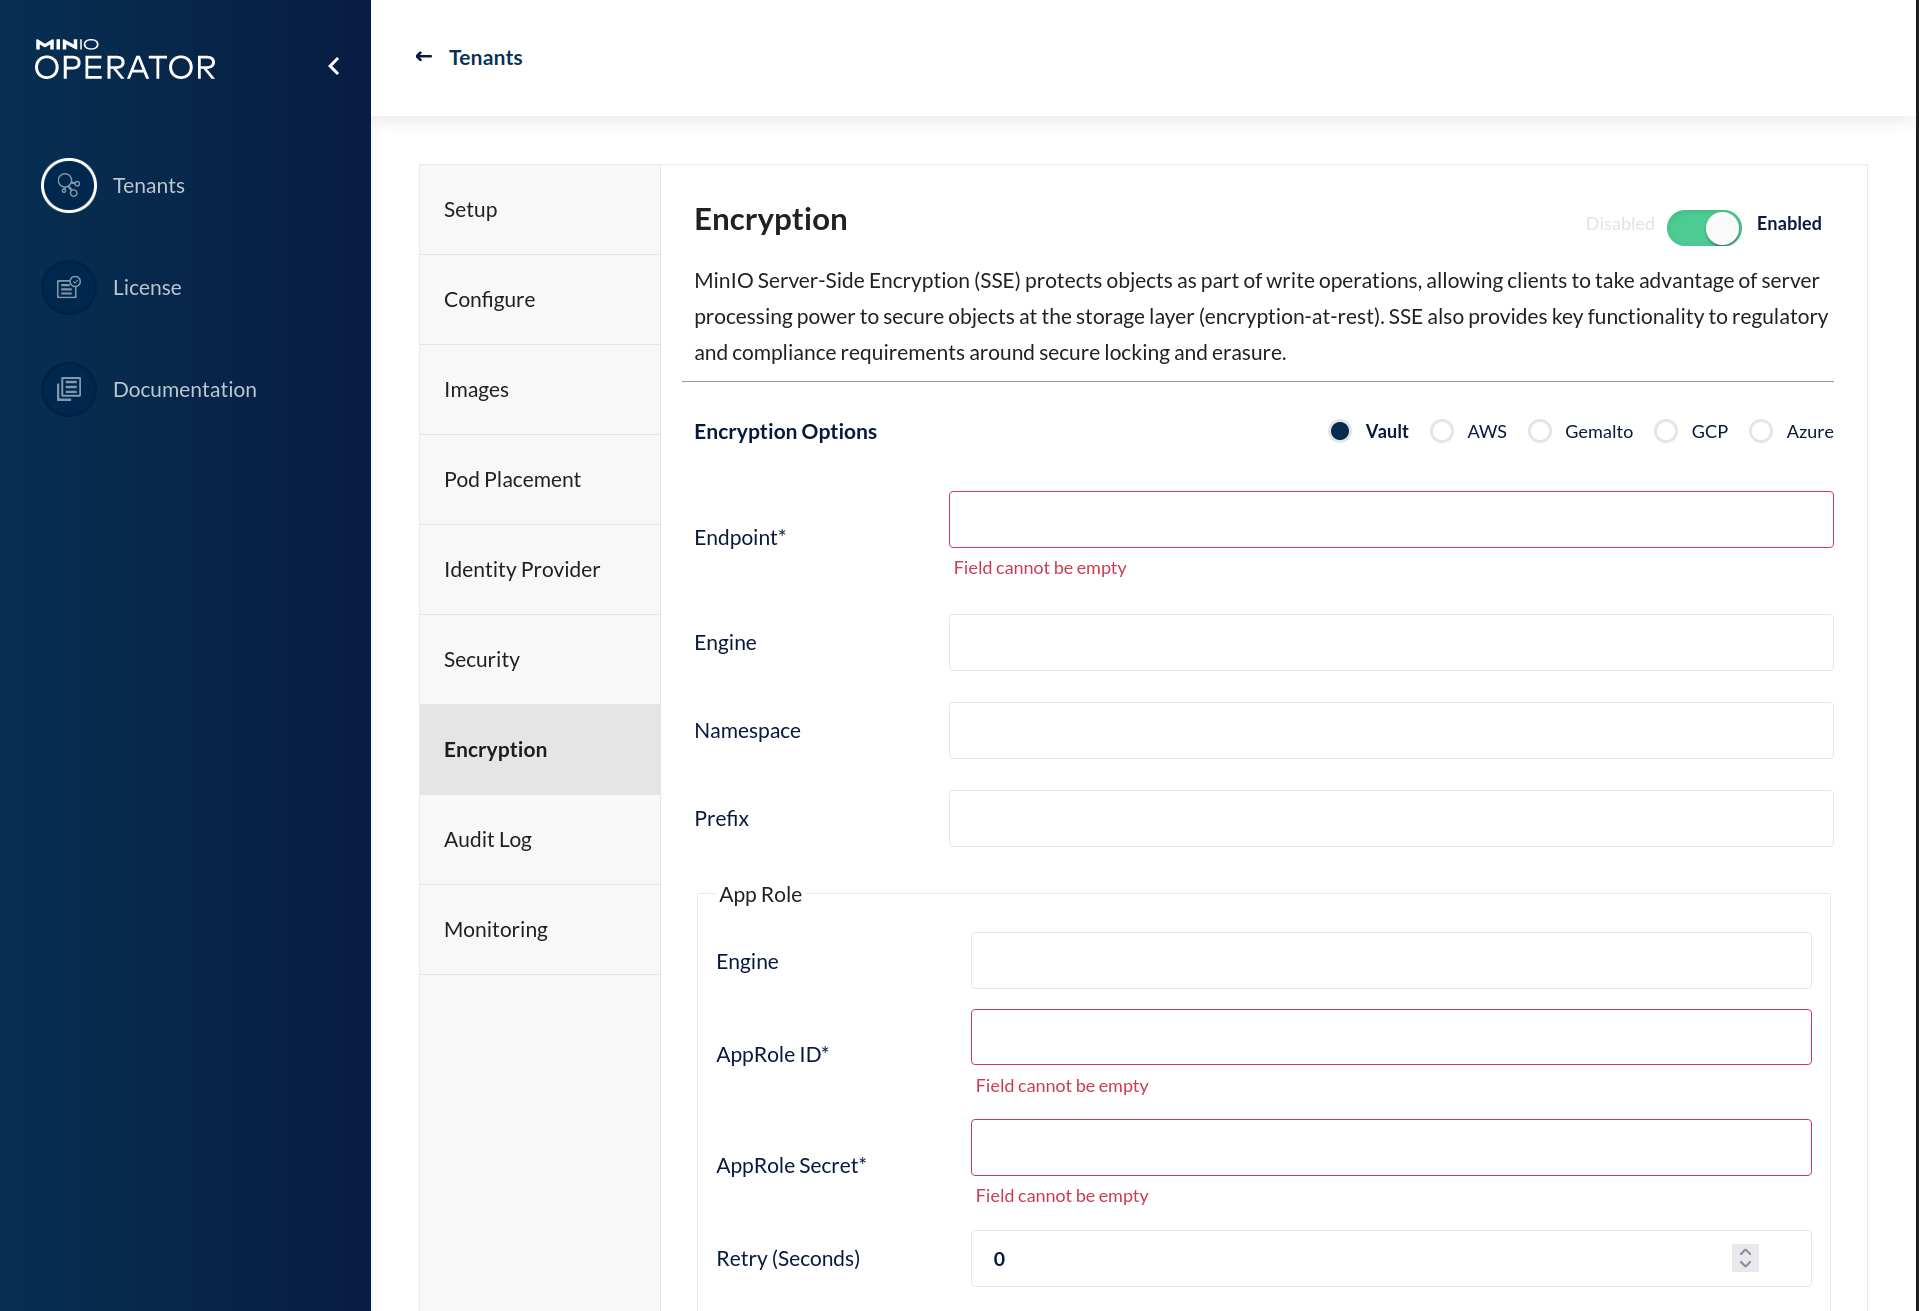 MINIO
OPERATOR
Tenants
License
Documentation
Tenants
Setup
Configure
Images
Pod Placement
Identity Provider
Security
Encryption
Audit Log
Monitoring
Encryption
Disabled
Enabled
MinIO Server-Side Encryption (SSE) protects objects as part of write operations, allowing clients to take advantage of server
processing power to secure objects at the storage layer (encryption-at-rest). SSE also provides key functionality to regulatory
and compliance requirements around secure locking and erasure.
Encryption Options
Vault
AWS
Gemalto
GCP
Azure
Endpoint*
Field cannot be empty
Engine
Namespace
Prefix
App Role
Engine
AppRole ID*
Field cannot be empty
AppRole Secret*
Field cannot be empty
Retry (Seconds)
0